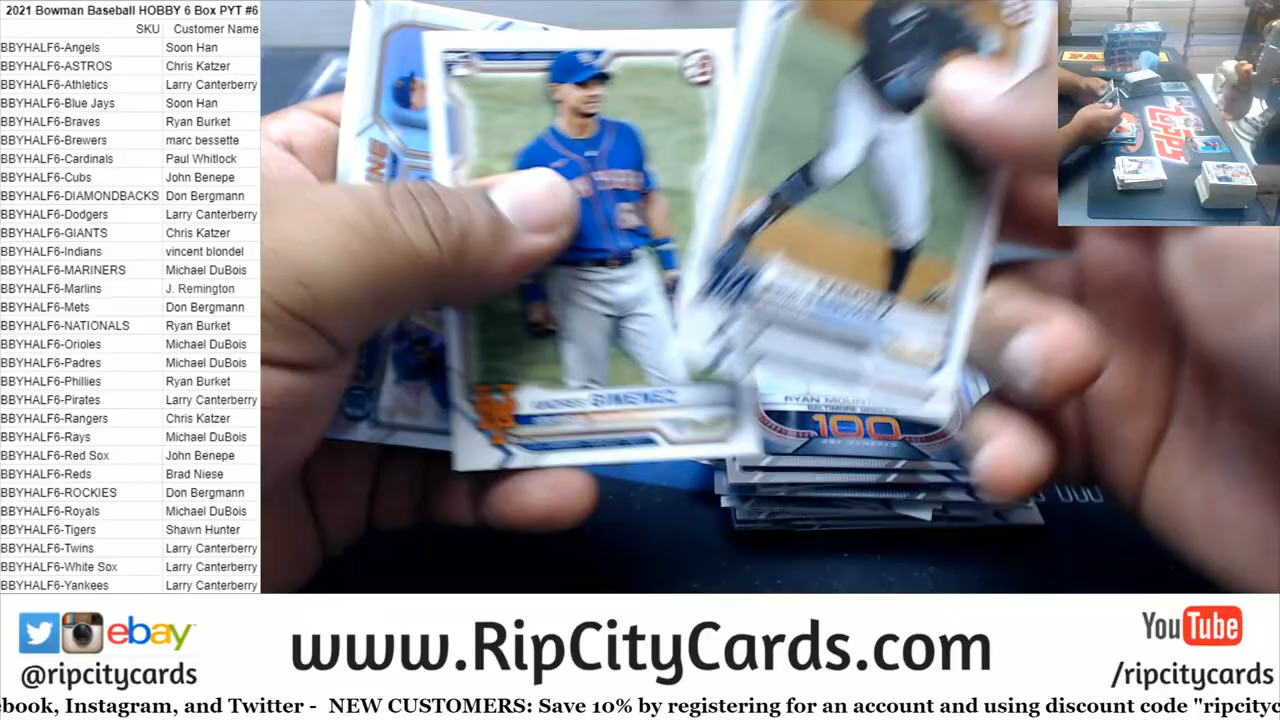 2021 Bowman Baseball HOBBY 6 Box PYT #6
SKU Customer Name
BBYHALF6-Angels Soon Han
BBYHALF6-ASTROS Chris Katzer
BBYHALF6-Athletics Larry Canterberry
BBYHALF6-Blue Jays Soon Han
BBYHALF6-Braves Ryan Burket
BBYHALF6-Brewers marc bessette
BBYHALF6-Cardinals Paul Whitlock
BBYHALF6-Cubs John Benepe
BBYHALF6-DIAMONDBACKS Don Bergmann
BBYHALF6-Dodgers Larry Canterberry
BBYHALF6-GIANTS Chris Katzer
BBYHALF6-Indians vincent blondel
BBYHALF6-MARINERS Michael DuBois
BBYHALF6-Marlins J. Remington
BBYHALF6-Mets Don Bergmann
BBYHALF6-NATIONALS Ryan Burket
BBYHALF6-Orioles Michael DuBois
BBYHALF6-Padres Michael DuBois
BBYHALF6-Phillies Ryan Burket
BBYHALF6-Pirates Larry Canterberry
BBYHALF6-Rangers Chris Katzer
BBYHALF6-Rays Michael DuBois
BBYHALF6-Red Sox John Benepe
BBYHALF6-Reds Brad Niese
BBYHALF6-ROCKIES Don Bergmann
BBYHALF6-Royals Michael DuBois
BBYHALF6-Tigers Shawn Hunter
BBYHALF6-Twins Larry Canterberry
BBYHALF6-White Sox Larry Canterberry
BBYHALF6-Yankees Larry Canterberry
topps
RYAN
BALTIMORE
100
ebay
@ripcitycards
www.RipCityCards.com
YouTube
/ripcitycards
ebook, Instagram, and Twitter - NEW CUSTOMERS: Save 10% by registering for an account and using discount code "ripcityc